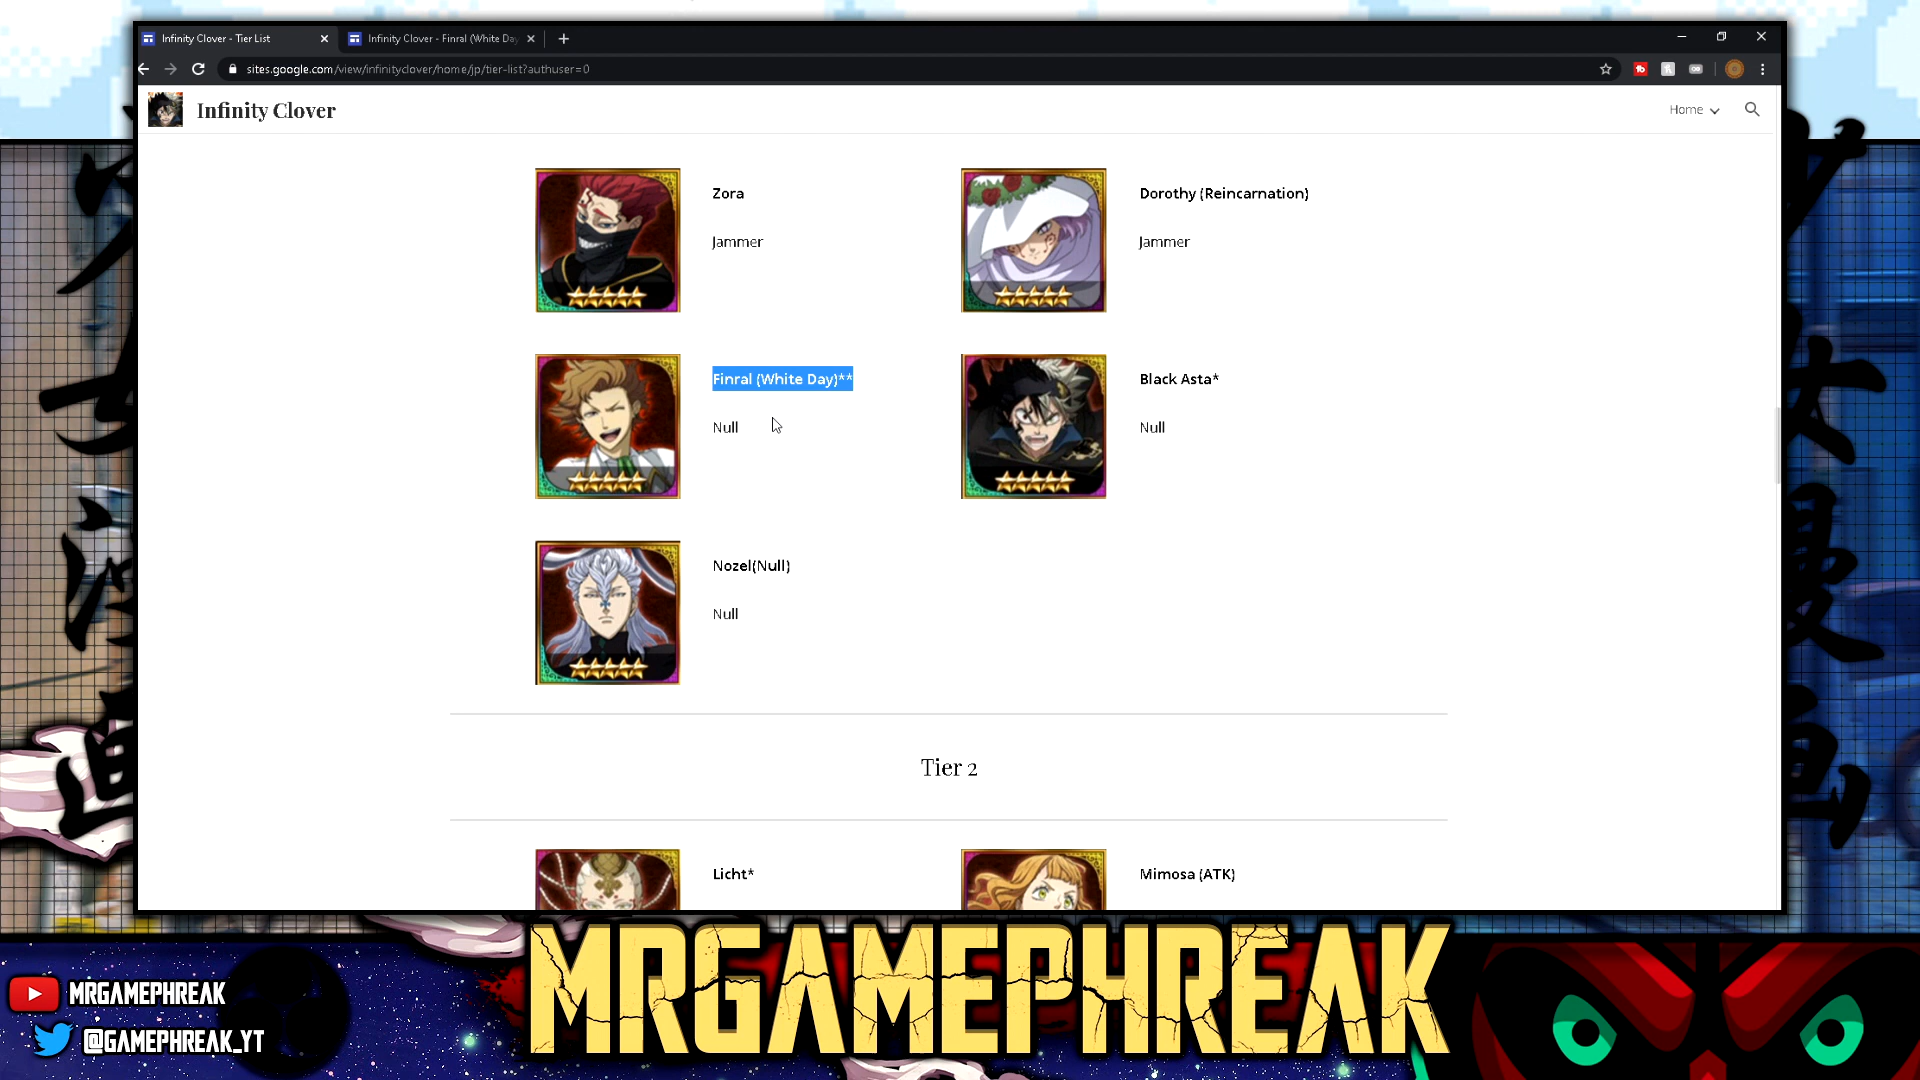 Infinity Clover - Tier List
Infinity Clover - Finral (White Day
sites.google.com/view/infinityclover/home/jp/tier-list?authuser=0
Infinity Clover
Home
Zora
Jammer
Dorothy (Reincarnation)
Jammer
Finral (White Day)**
Null
Black Asta*
Null
Nozel(Null)
Null
Tier 2
Licht*
Mimosa (ATK)
MRGAMEPHREAK
MRGAMEPHREAK
@GAMEPHREAK_YT